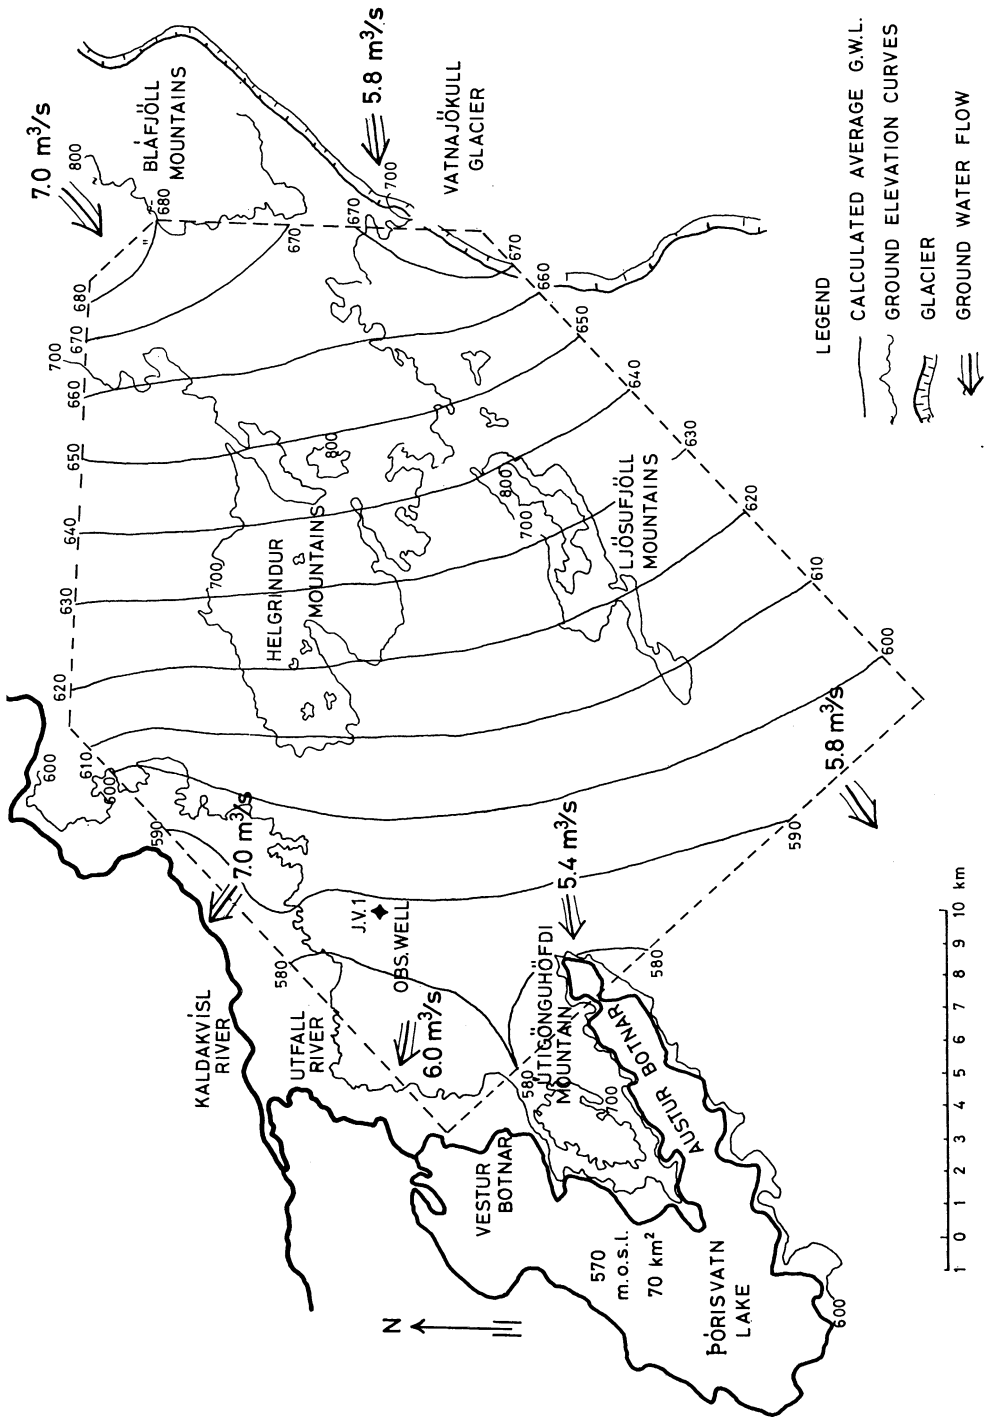 7.0 m³/s
800
BLÁFJÖLL
MOUNTAINS
680
5.8 m³/s
700
VATNAJÖKULL
GLACIER
670
670
670
660
650
640
630
620
610
600
590
580
680
670
700
660
650
640
630
620
610
600
600
590
580
580
700
HELGRINDUR
MOUNTAINS
800
800
700
LJÓSUFJÖLL
MOUNTAINS
7.0 m³/s
5.8 m³/s
5.4 m³/s
6.0 m³/s
J.V.1
OBS.WELL
KALDAKVÍSL
RIVER
UTFALL
RIVER
ÚTIGÖNGUHÖFDI
MOUNTAIN
700
AUSTUR BOTNAR
VESTUR
BOTNAR
570
m.o.s.l.
70 km²
ÞÓRISVATN
LAKE
600
N
LEGEND
CALCULATED AVERAGE G.W.L.
GROUND ELEVATION CURVES
GLACIER
GROUND WATER FLOW
1 0 1 2 3 4 5 6 7 8 9 10 km